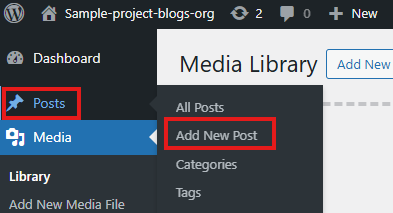 Sample-project-blogs-org 2 0 + New
Dashboard
Media Library Add New
Posts
All Posts
Add New Post
Media
Categories
Library
Tags
Add New Media File